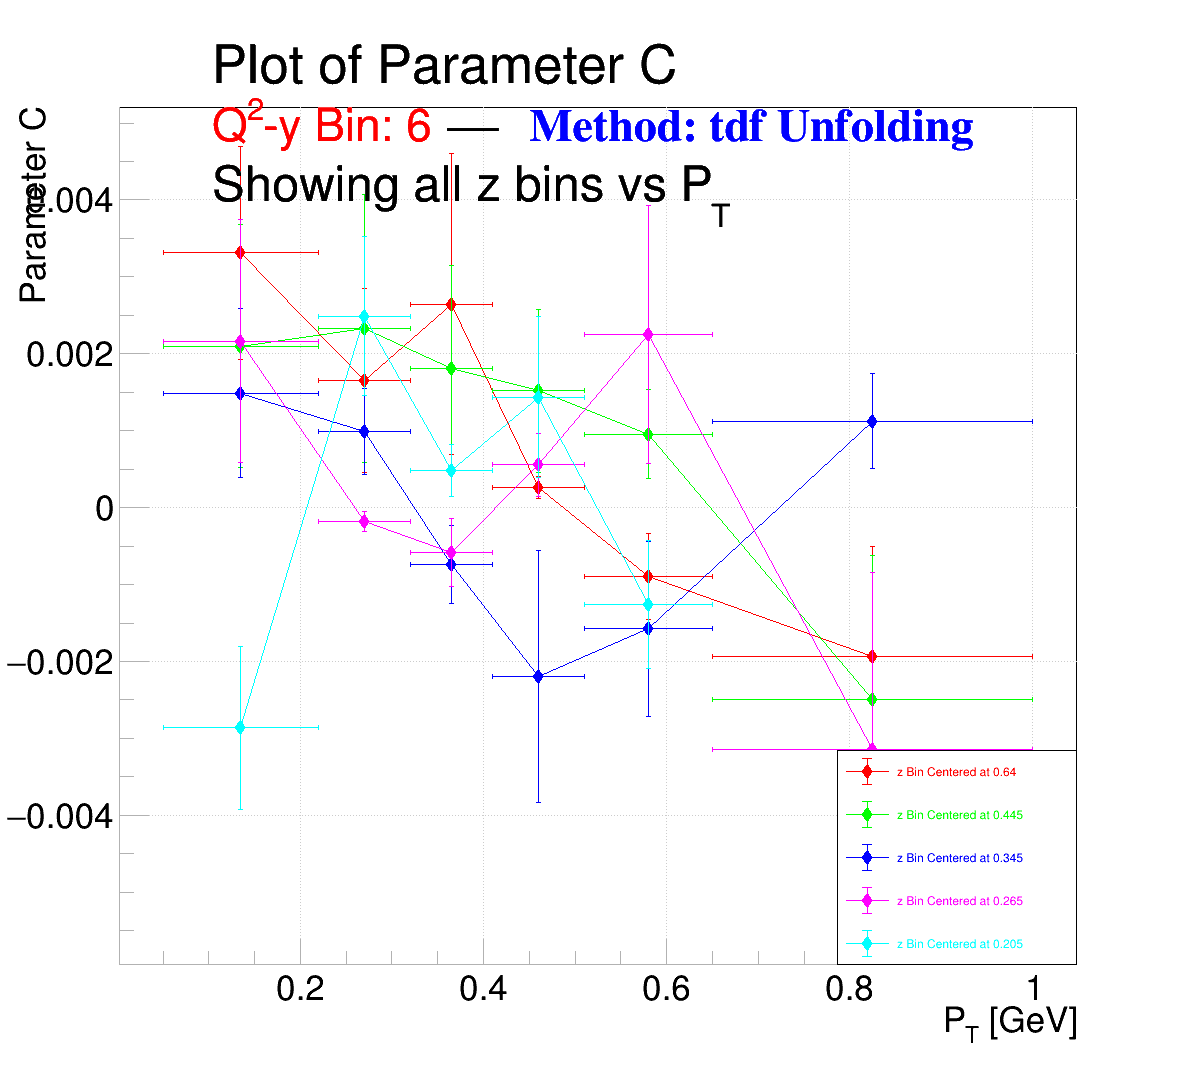 Plot of Parameter C
Q²-y Bin: 6 — Method: tdf Unfolding
Showing all z bins vs P_T
Parameter C
0.004
0.002
0
−0.002
−0.004
z Bin Centered at 0.64
z Bin Centered at 0.445
z Bin Centered at 0.345
z Bin Centered at 0.265
z Bin Centered at 0.205
0.2 0.4 0.6 0.8 1
P_T [GeV]